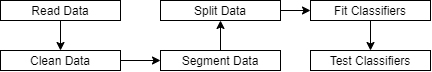 Read Data
Clean Data
Segment Data
Split Data
Fit Classifiers
Test Classifiers